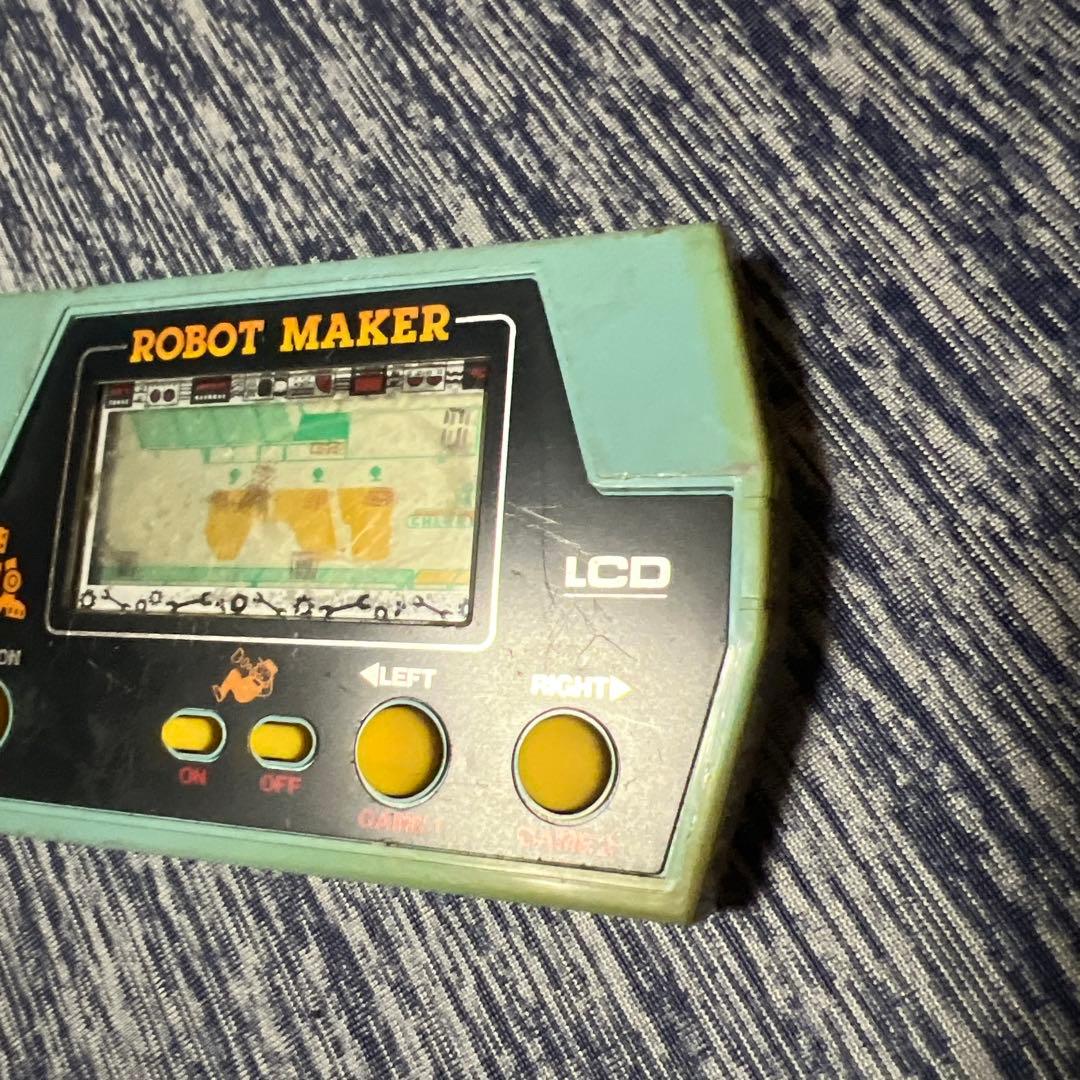 ROBOT MAKER
LCD
◀LEFT
RIGHT▶
ON
OFF
GAME-1